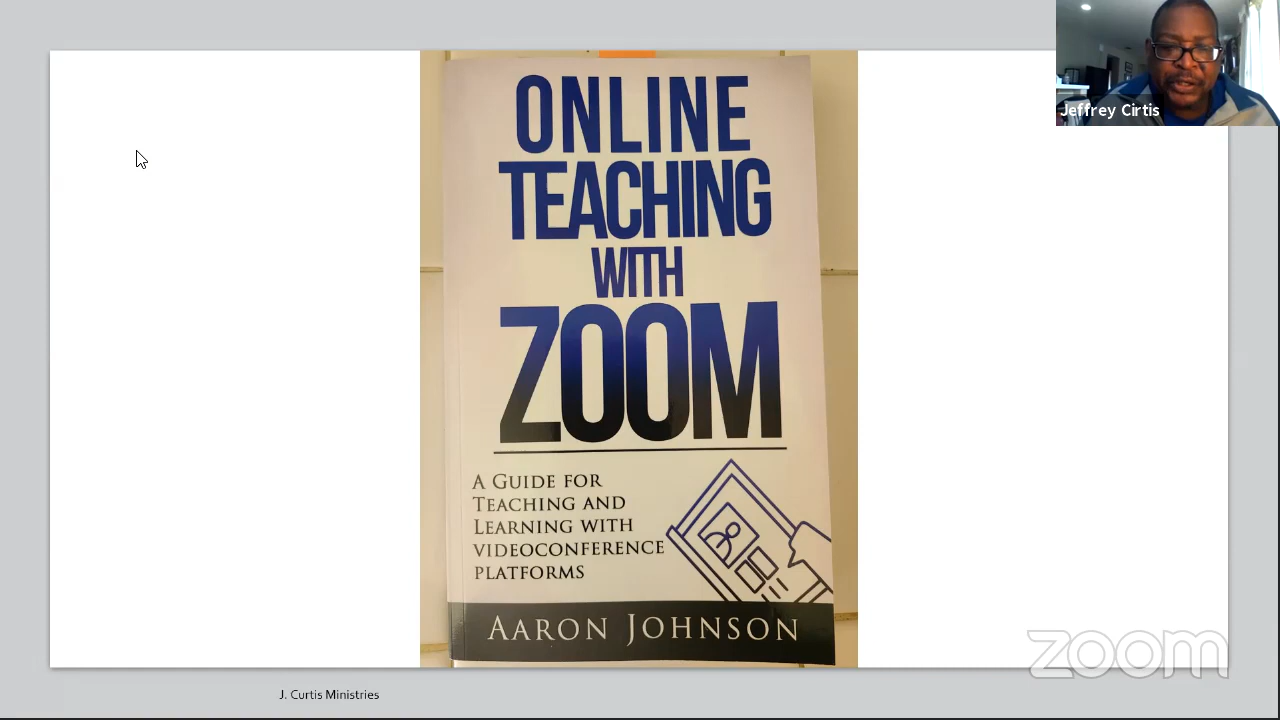 Jeffrey Cirtis
ONLINE
TEACHING
WITH
ZOOM
A GUIDE FOR
TEACHING AND
LEARNING WITH
VIDEOCONFERENCE
PLATFORMS
AARON JOHNSON
zoom
J. Curtis Ministries